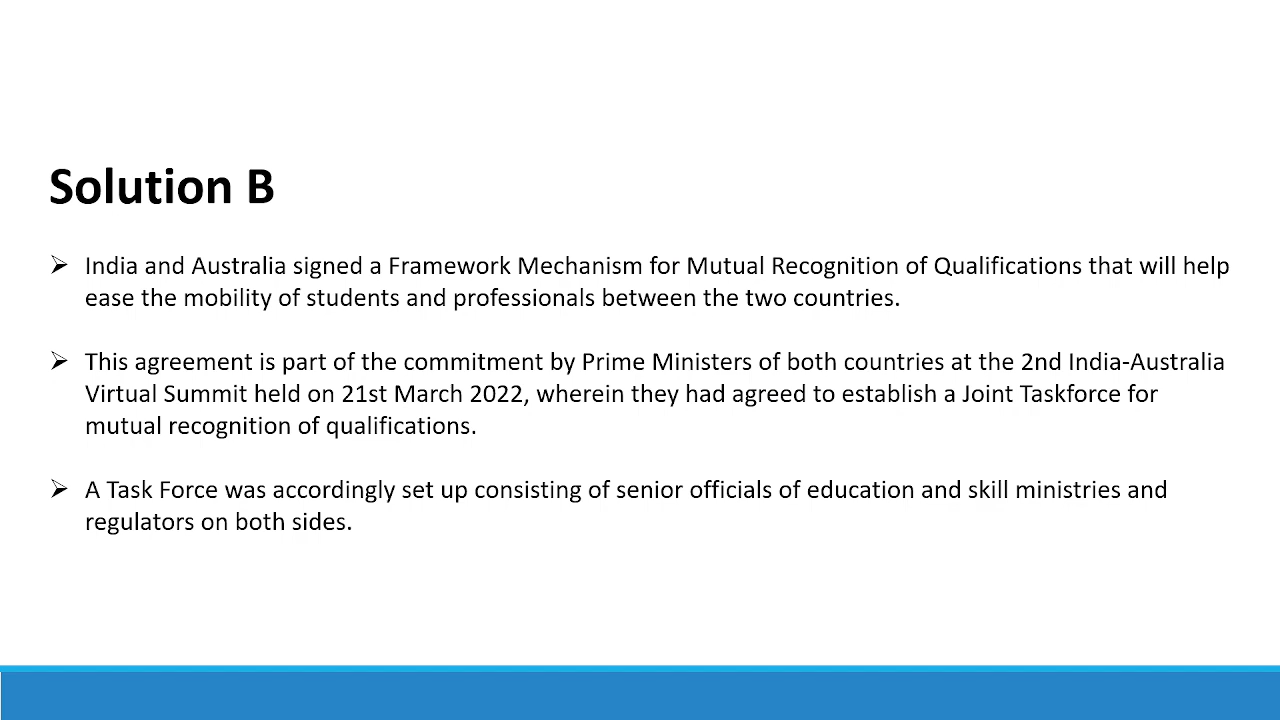 Solution B
➢ India and Australia signed a Framework Mechanism for Mutual Recognition of Qualifications that will help
ease the mobility of students and professionals between the two countries.
➢ This agreement is part of the commitment by Prime Ministers of both countries at the 2nd India-Australia
Virtual Summit held on 21st March 2022, wherein they had agreed to establish a Joint Taskforce for
mutual recognition of qualifications.
➢ A Task Force was accordingly set up consisting of senior officials of education and skill ministries and
regulators on both sides.